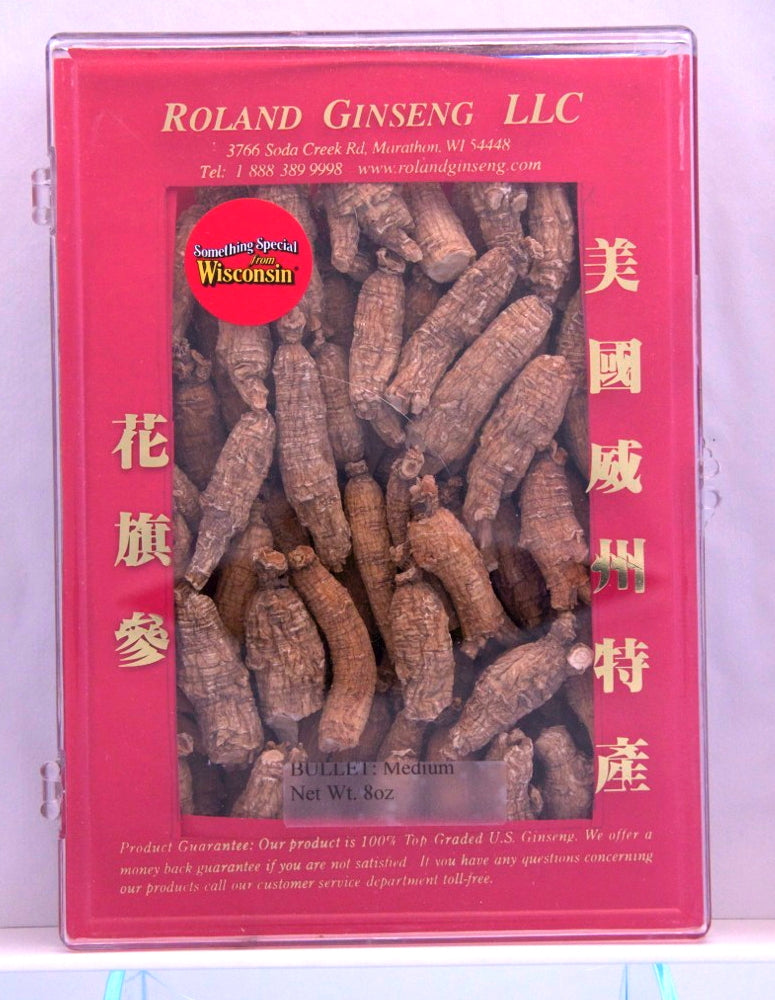 ROLAND GINSENG LLC
3766 Soda Creek Rd, Marathon, WI 54448
Tel: 1 888 389 9998 www.rolandginseng.com
Something Special
from
Wisconsin
美國威州特產
花旗參
BULLET: Medium
Net Wt. 8oz
Product Guarantee: Our product is 100% Top Graded U.S. Ginseng. We offer a
money back guarantee if you are not satisfied If you have any questions concerning
our products call our customer service department toll-free.